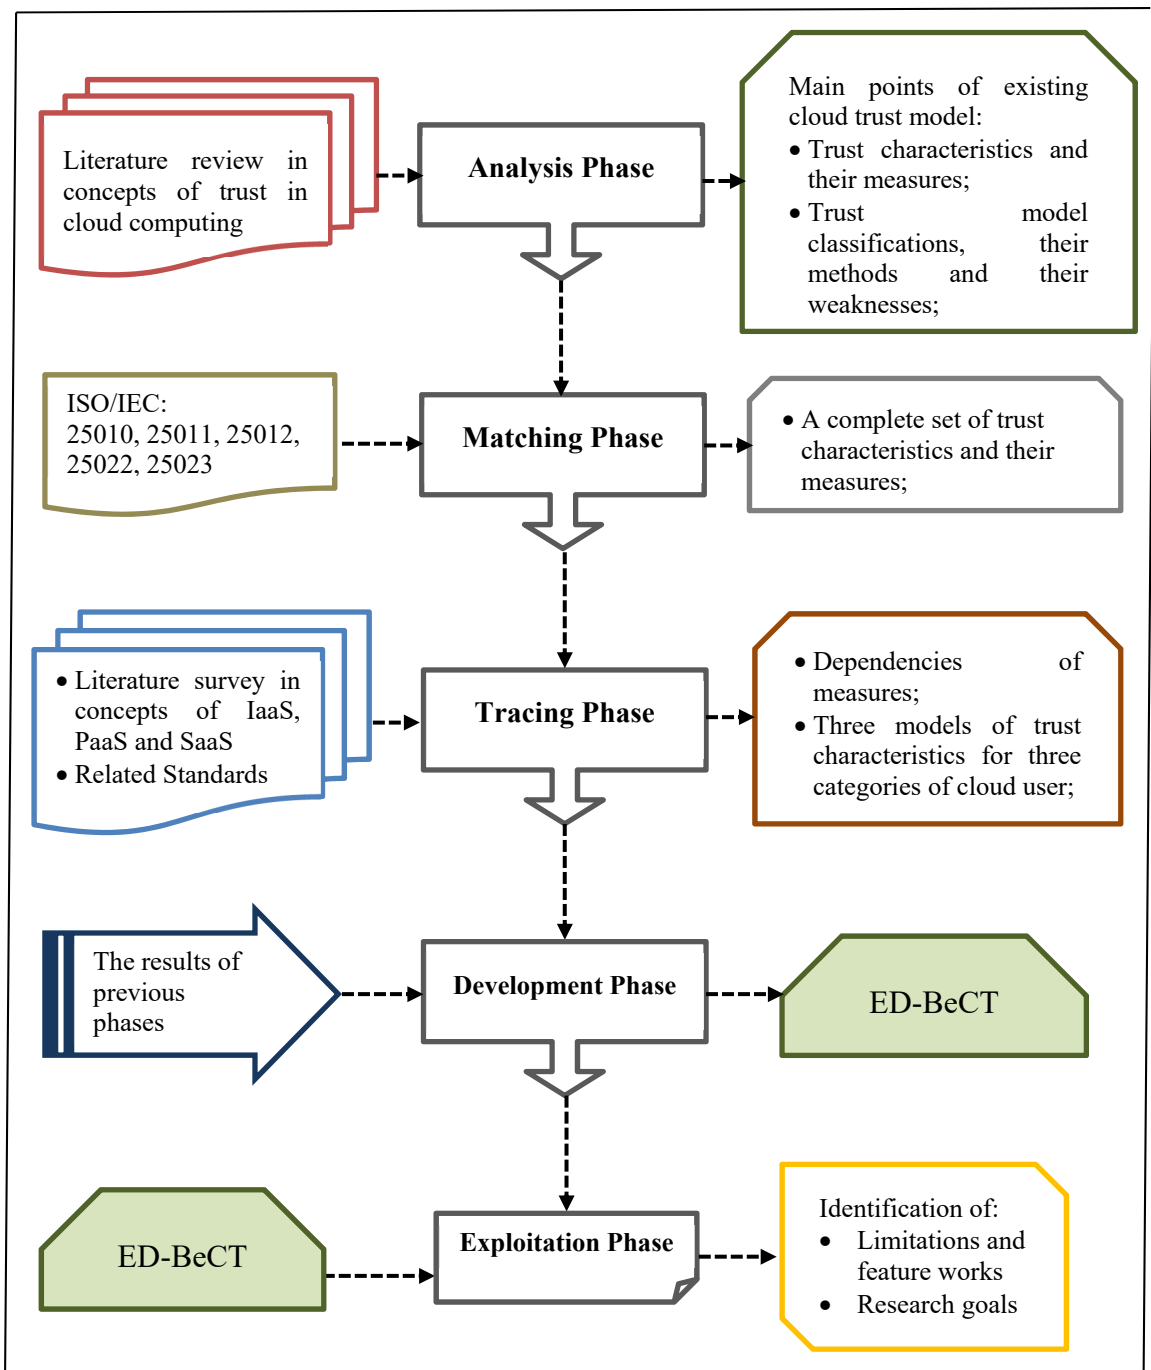 Literature review in
concepts of trust in
cloud computing
Analysis Phase
Main points of existing
cloud trust model:
• Trust characteristics and
their measures;
• Trust model
classifications, their
methods and their
weaknesses;
ISO/IEC:
25010, 25011, 25012,
25022, 25023
Matching Phase
• A complete set of trust
characteristics and their
measures;
• Literature survey in
concepts of IaaS,
PaaS and SaaS
• Related Standards
Tracing Phase
• Dependencies of
measures;
• Three models of trust
characteristics for three
categories of cloud user;
The results of
previous
phases
Development Phase
ED-BeCT
ED-BeCT
Exploitation Phase
Identification of:
• Limitations and
feature works
• Research goals